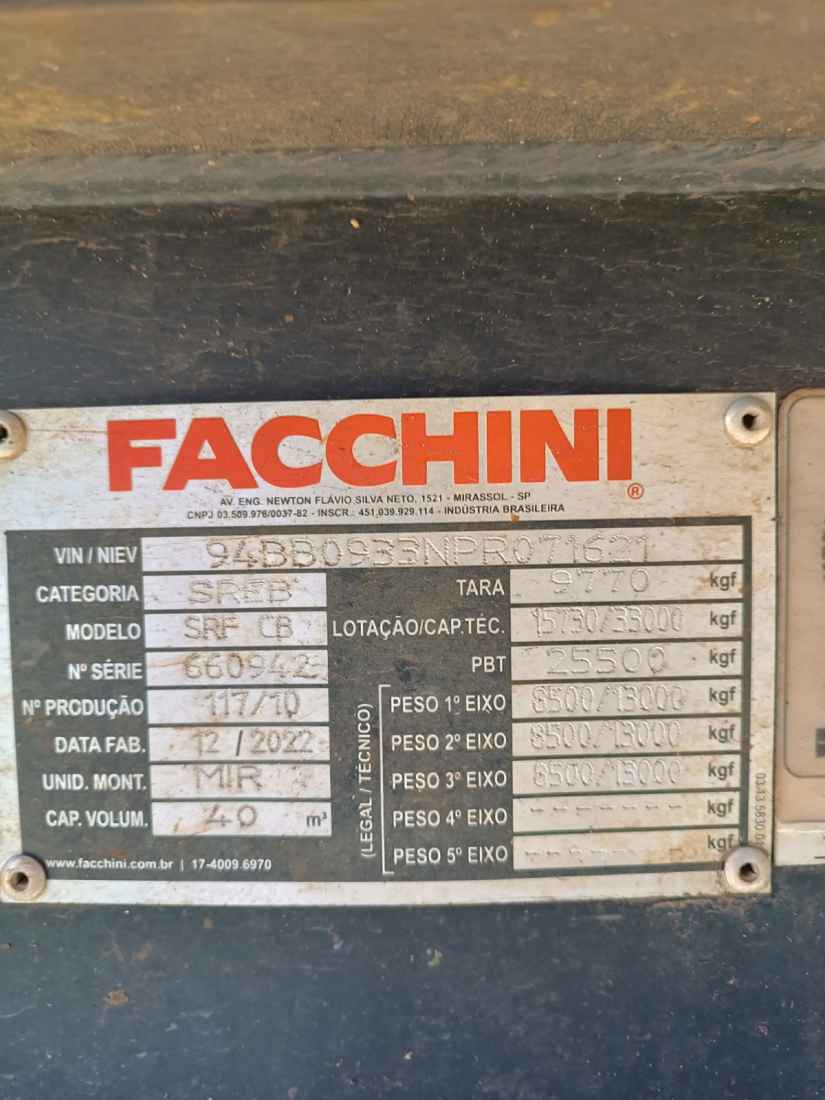 FACCHINI®
AV. ENG. NEWTON FLÁVIO SILVA NETO, 1521 - MIRASSOL - SP
CNPJ 03.509.978/0037-82 - INSCR.: 451.039.929.114 - INDÚSTRIA BRASILEIRA
VIN / NIEV 94BB0933NPR071621
CATEGORIA SREB
MODELO SRF CB
Nº SÉRIE 660942
Nº PRODUÇÃO 117/10
DATA FAB. 12 / 2022
UNID. MONT. MIR
CAP. VOLUM. 40 m³
www.facchini.com.br | 17-4009.6970
TARA 9770 kgf
LOTAÇÃO/CAP.TÉC. 15730/33000 kgf
PBT 25500 kgf
(LEGAL / TÉCNICO)
PESO 1º EIXO 8500/13000 kgf
PESO 2º EIXO 8500/13000 kgf
PESO 3º EIXO 8500/13000 kgf
PESO 4º EIXO ------- kgf
PESO 5º EIXO ------- kgf